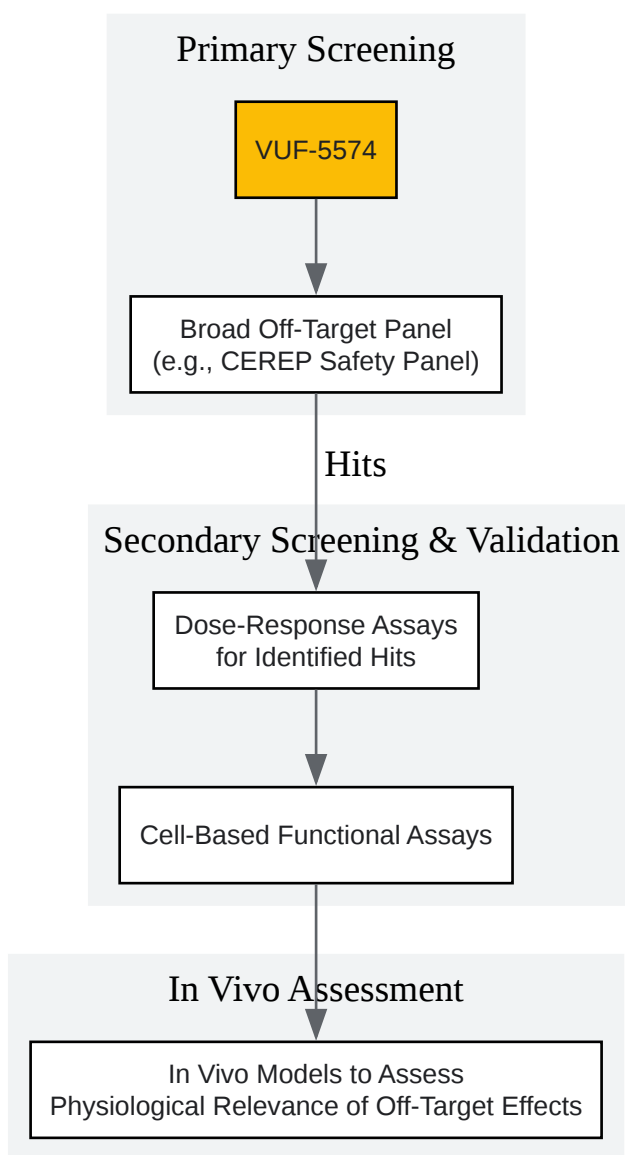 Primary Screening
VUF-5574
Broad Off-Target Panel
(e.g., CEREP Safety Panel)
Hits
Secondary Screening & Validation
Dose-Response Assays
for Identified Hits
Cell-Based Functional Assays
In Vivo Assessment
In Vivo Models to Assess
Physiological Relevance of Off-Target Effects